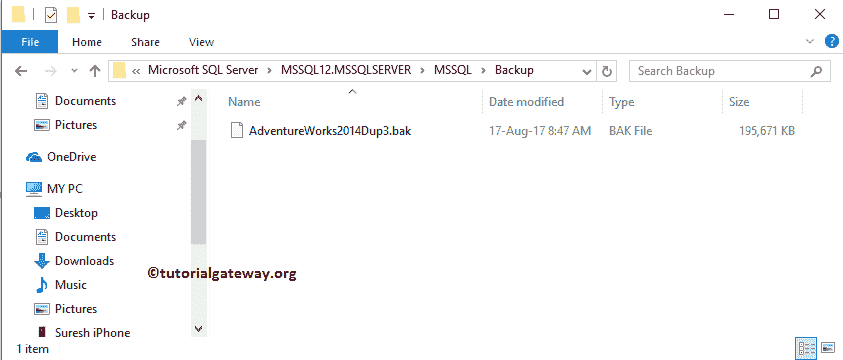 Backup
File Home Share View
« Microsoft SQL Server > MSSQL12.MSSQLSERVER > MSSQL > Backup Search Backup
Name Date modified Type Size
Documents
Pictures
OneDrive
MY PC
Desktop
Documents
Downloads
Music
Pictures
Suresh iPhone
AdventureWorks2014Dup3.bak 17-Aug-17 8:47 AM BAK File 195,671 KB
©tutorialgateway.org
1 item